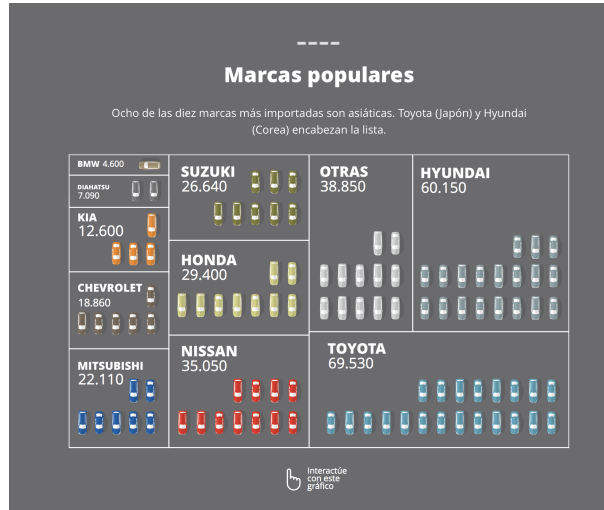 Marcas populares
Ocho de las diez marcas más importadas son asiáticas. Toyota (Japón) y Hyundai
(Corea) encabezan la lista.
BMW 4.600
DIAHATSU
7.090
KIA
12.600
CHEVROLET
18.860
MITSUBISHI
22.110
SUZUKI
26.640
HONDA
29.400
NISSAN
35.050
OTRAS
38.850
HYUNDAI
60.150
TOYOTA
69.530
Interactúe
con este
gráfico